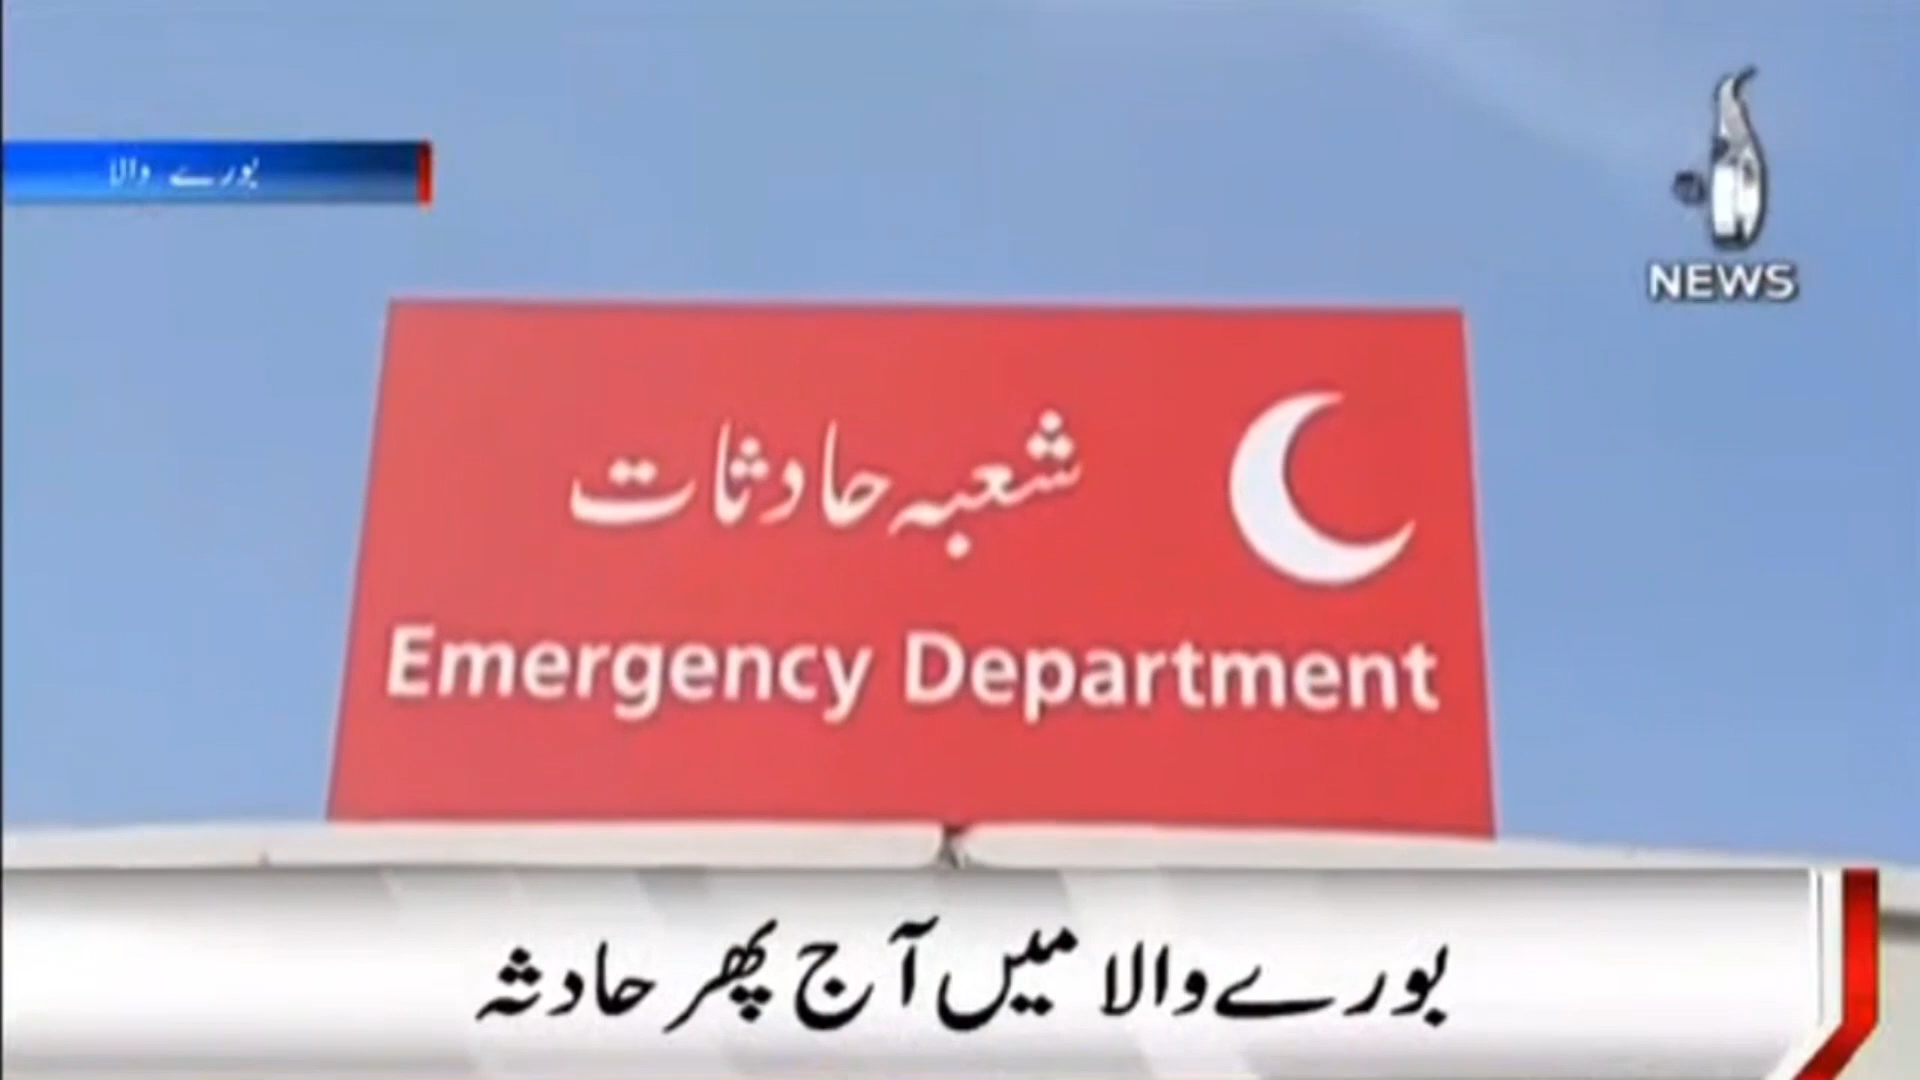 بورے والا
NEWS
شعبہ حادثات
Emergency Department
بورے والا میں آج پھر حادثہ